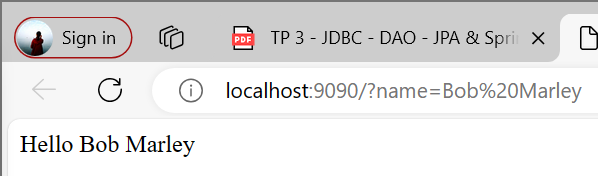 Sign in
PDF
TP 3 - JDBC - DAO - JPA & Spri
localhost:9090/?name=Bob%20Marley
Hello Bob Marley